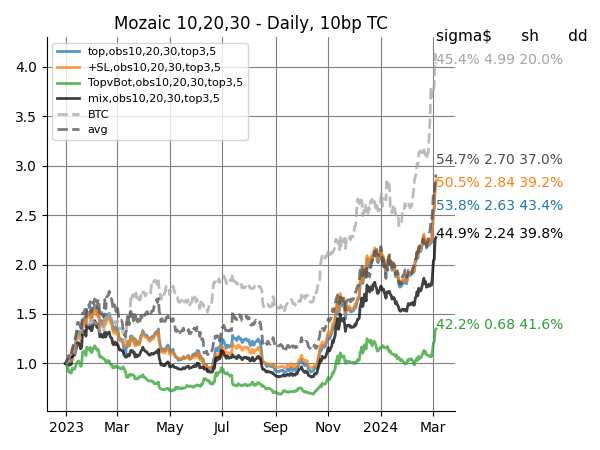 Mozaic 10,20,30 - Daily, 10bp TC
sigma$ sh dd
top,obs10,20,30,top3,5
+SL,obs10,20,30,top3,5
TopvBot,obs10,20,30,top3,5
mix,obs10,20,30,top3,5
BTC
avg
45.4% 4.99 20.0%
54.7% 2.70 37.0%
50.5% 2.84 39.2%
53.8% 2.63 43.4%
44.9% 2.24 39.8%
42.2% 0.68 41.6%
4.0
3.5
3.0
2.5
2.0
1.5
1.0
2023 Mar May Jul Sep Nov 2024 Mar